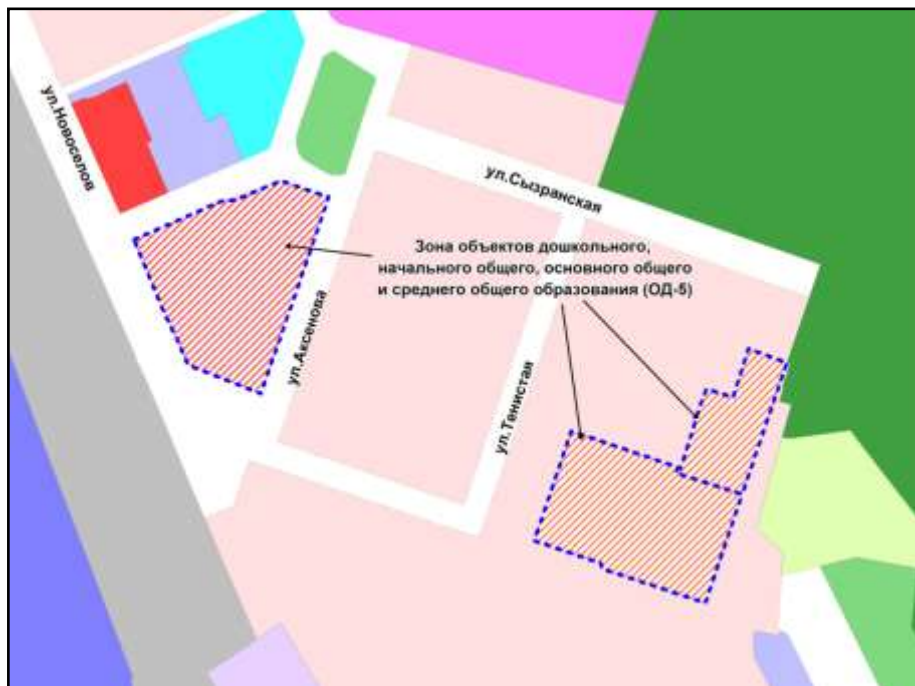 ул.Новоселов
ул.Сызранская
Зона объектов дошкольного,
начального общего, основного общего
и среднего общего образования (ОД-5)
ул.Аксенова
ул.Тенистая